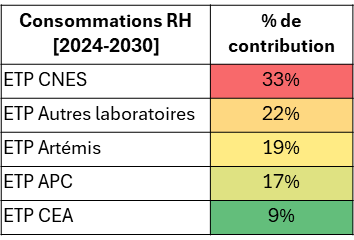 Consommations RH
[2024-2030]
% de
contribution
ETP CNES
33%
ETP Autres laboratoires
22%
ETP Artémis
19%
ETP APC
17%
ETP CEA
9%